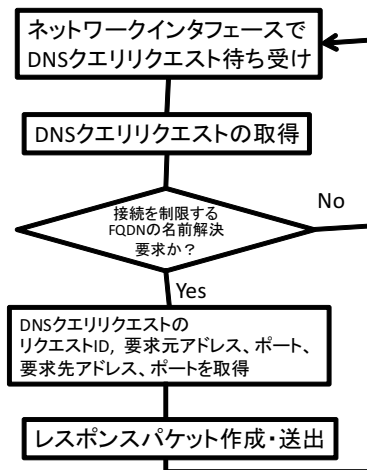 ネットワークインタフェースで
DNSクエリリクエスト待ち受け
DNSクエリリクエストの取得
接続を制限する
FQDNの名前解決
要求か？
No
Yes
DNSクエリリクエストの
リクエストID, 要求元アドレス、ポート、
要求先アドレス、ポートを取得
レスポンスパケット作成・送出